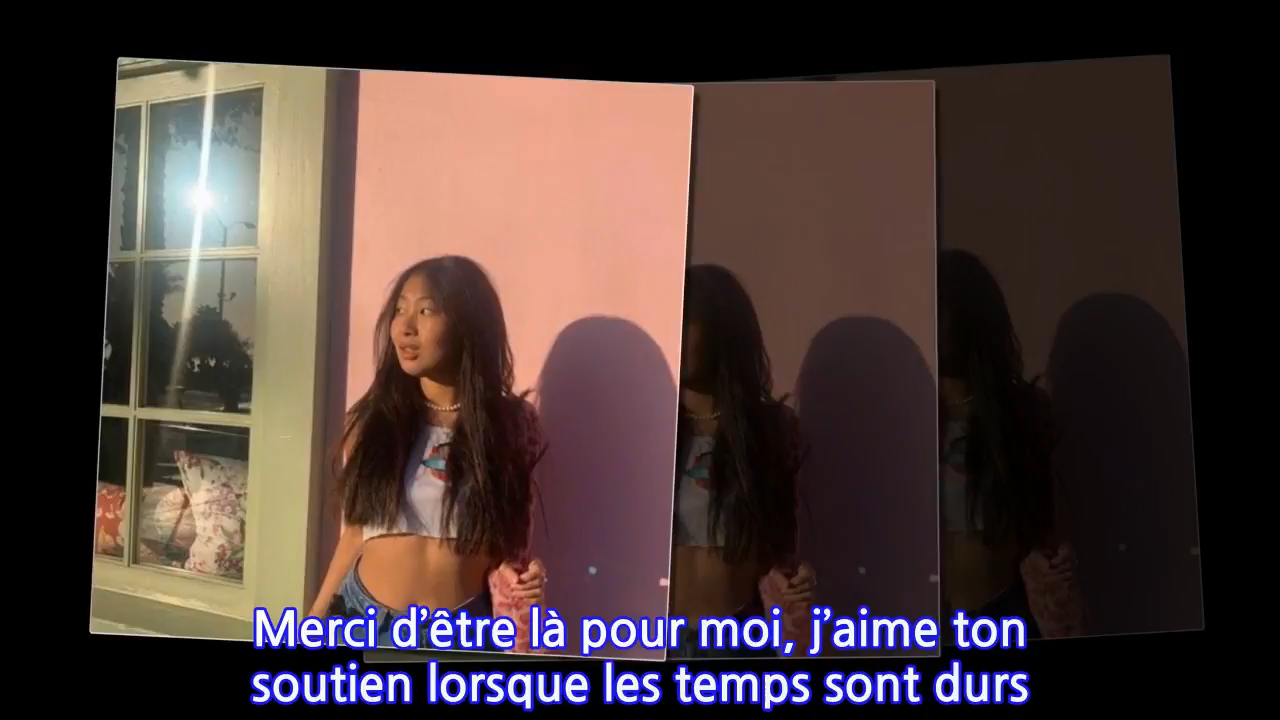 Merci d’être là pour moi, j’aime ton
soutien lorsque les temps sont durs